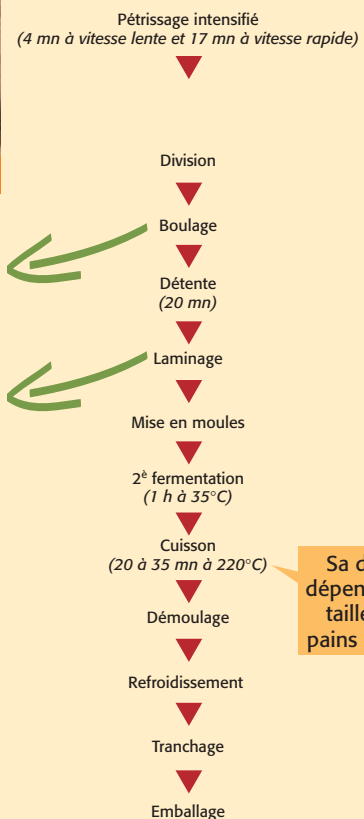 Pétrissage intensifié
(4 mn à vitesse lente et 17 mn à vitesse rapide)
Division
Boulage
Détente
(20 mn)
Laminage
Mise en moules
2è fermentation
(1 h à 35°C)
Cuisson
(20 à 35 mn à 220°C)
Sa d
dépen
taille
pains
Démoulage
Refroidissement
Tranchage
Emballage